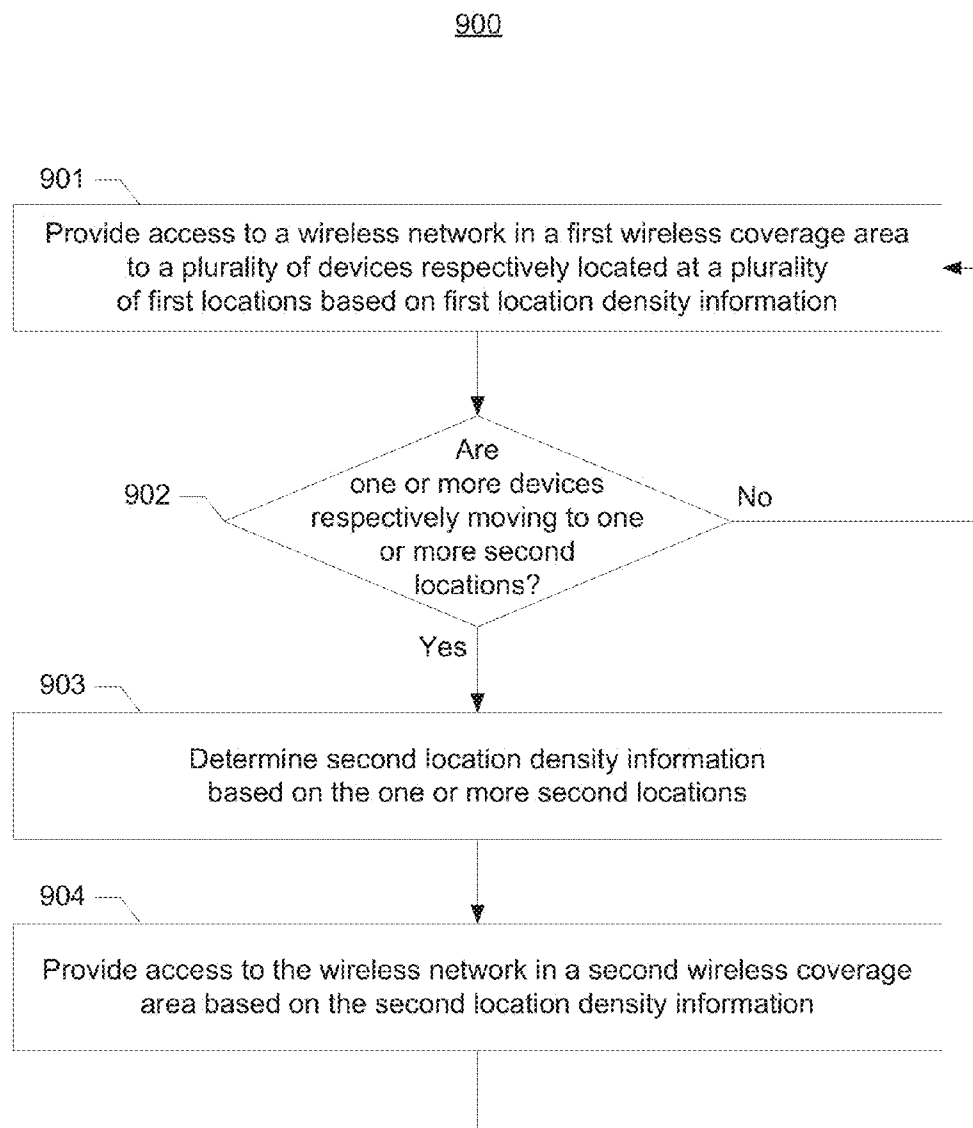 900
901
Provide access to a wireless network in a first wireless coverage area
to a plurality of devices respectively located at a plurality
of first locations based on first location density information
902
Are
one or more devices
respectively moving to one
or more second
locations?
No
Yes
903
Determine second location density information
based on the one or more second locations
904
Provide access to the wireless network in a second wireless coverage
area based on the second location density information